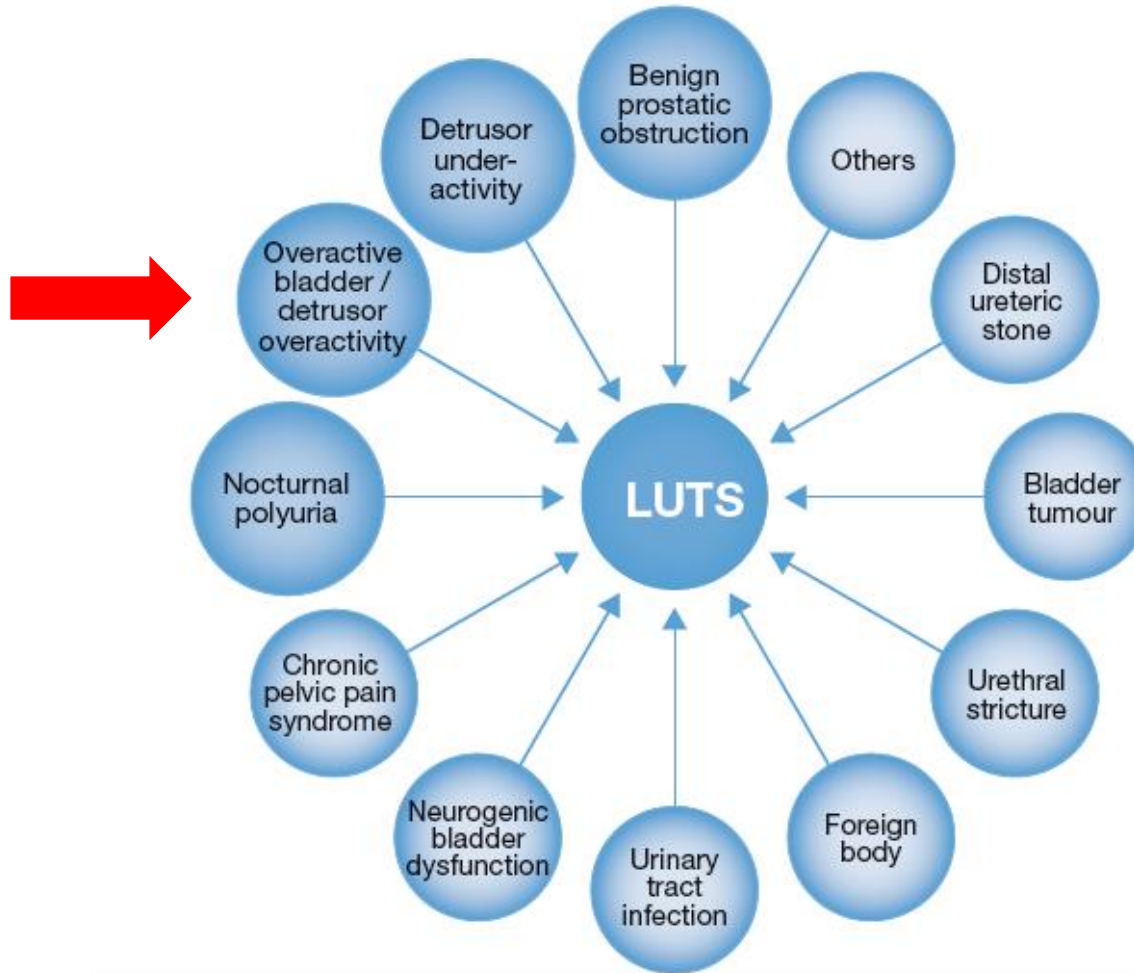 Benign
prostatic
obstruction
Others
Distal
ureteric
stone
Bladder
tumour
Urethral
stricture
Foreign
body
Urinary
tract
infection
Neurogenic
bladder
dysfunction
Chronic
pelvic pain
syndrome
Nocturnal
polyuria
Overactive
bladder /
detrusor
overactivity
Detrusor
under-
activity
LUTS